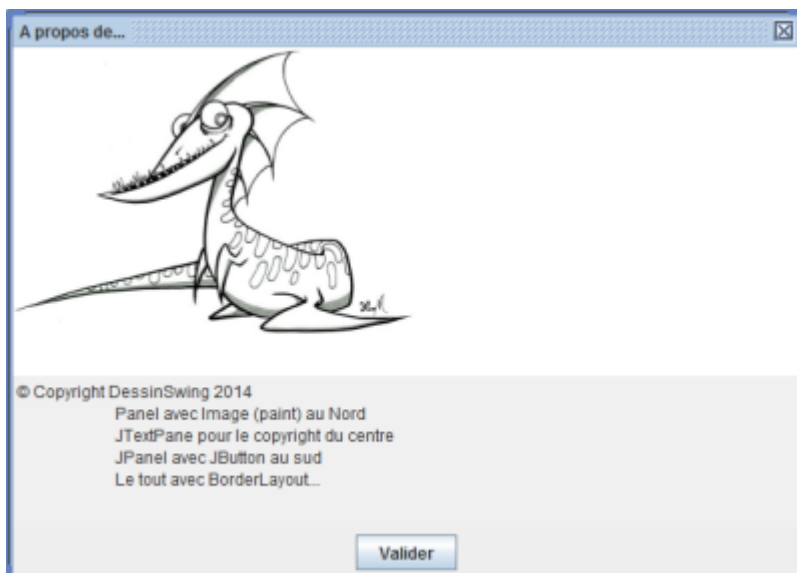 A propos de...
© Copyright DessinSwing 2014
Panel avec Image (paint) au Nord
JTextPane pour le copyright du centre
JPanel avec JButton au sud
Le tout avec BorderLayout...
Valider